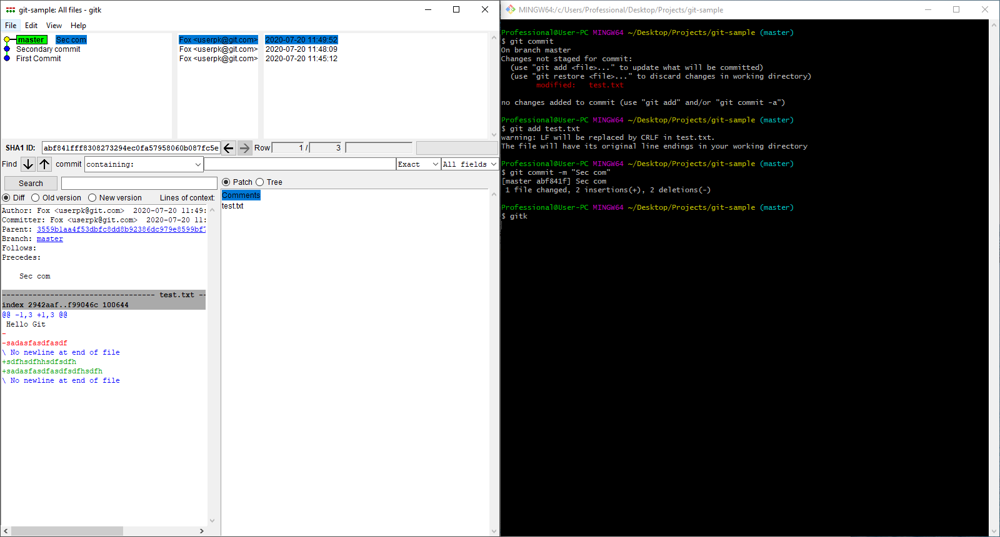 git-sample: All files - gitk
File Edit View Help
master Sec com Fox <userpk@git.com> 2020-07-20 11:49:52
Secondary commit Fox <userpk@git.com> 2020-07-20 11:48:09
First Commit Fox <userpk@git.com> 2020-07-20 11:45:12
SHA1 ID: abf841fff8308273294ec0fa57958060b087fc5e Row 1 / 3
Find commit containing: Exact All fields
Search
Patch Tree
Diff Old version New version Lines of context:
Comments
test.txt
Author: Fox <userpk@git.com> 2020-07-20 11:49:
Committer: Fox <userpk@git.com> 2020-07-20 11:
Parent: 3559b1aa4f53dbfc8dd8b92386dc979e8599bf7
Branch: master
Follows:
Precedes:
Sec com
----------------------------------- test.txt --
index 2942aaf..f99046c 100644
@@ -1,3 +1,3 @@
Hello Git
-
-sadasfasdfasdf
\ No newline at end of file
+sdfhsdfhhsdfsdfh
+sadasfasdfasdfsdfhsdfh
\ No newline at end of file
MINGW64:/c/Users/Professional/Desktop/Projects/git-sample
Professional@User-PC MINGW64 ~/Desktop/Projects/git-sample (master)
$ git commit
On branch master
Changes not staged for commit:
(use "git add <file>..." to update what will be committed)
(use "git restore <file>..." to discard changes in working directory)
modified: test.txt
no changes added to commit (use "git add" and/or "git commit -a")
Professional@User-PC MINGW64 ~/Desktop/Projects/git-sample (master)
$ git add test.txt
warning: LF will be replaced by CRLF in test.txt.
The file will have its original line endings in your working directory
Professional@User-PC MINGW64 ~/Desktop/Projects/git-sample (master)
$ git commit -m "Sec com"
[master abf841f] Sec com
1 file changed, 2 insertions(+), 2 deletions(-)
Professional@User-PC MINGW64 ~/Desktop/Projects/git-sample (master)
$ gitk